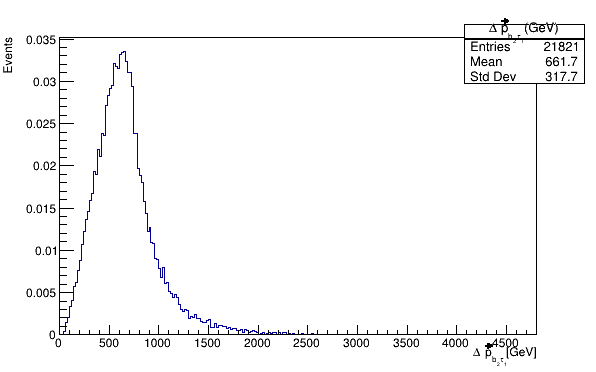 Δ p⃗ b₂τ₁ (GeV)
Entries 21821
Mean 661.7
Std Dev 317.7
Events
0.035
0.03
0.025
0.02
0.015
0.01
0.005
0
0 500 1000 1500 2000 2500 3000 3500 4000 4500
Δ p⃗ b₂τ₁ [GeV]